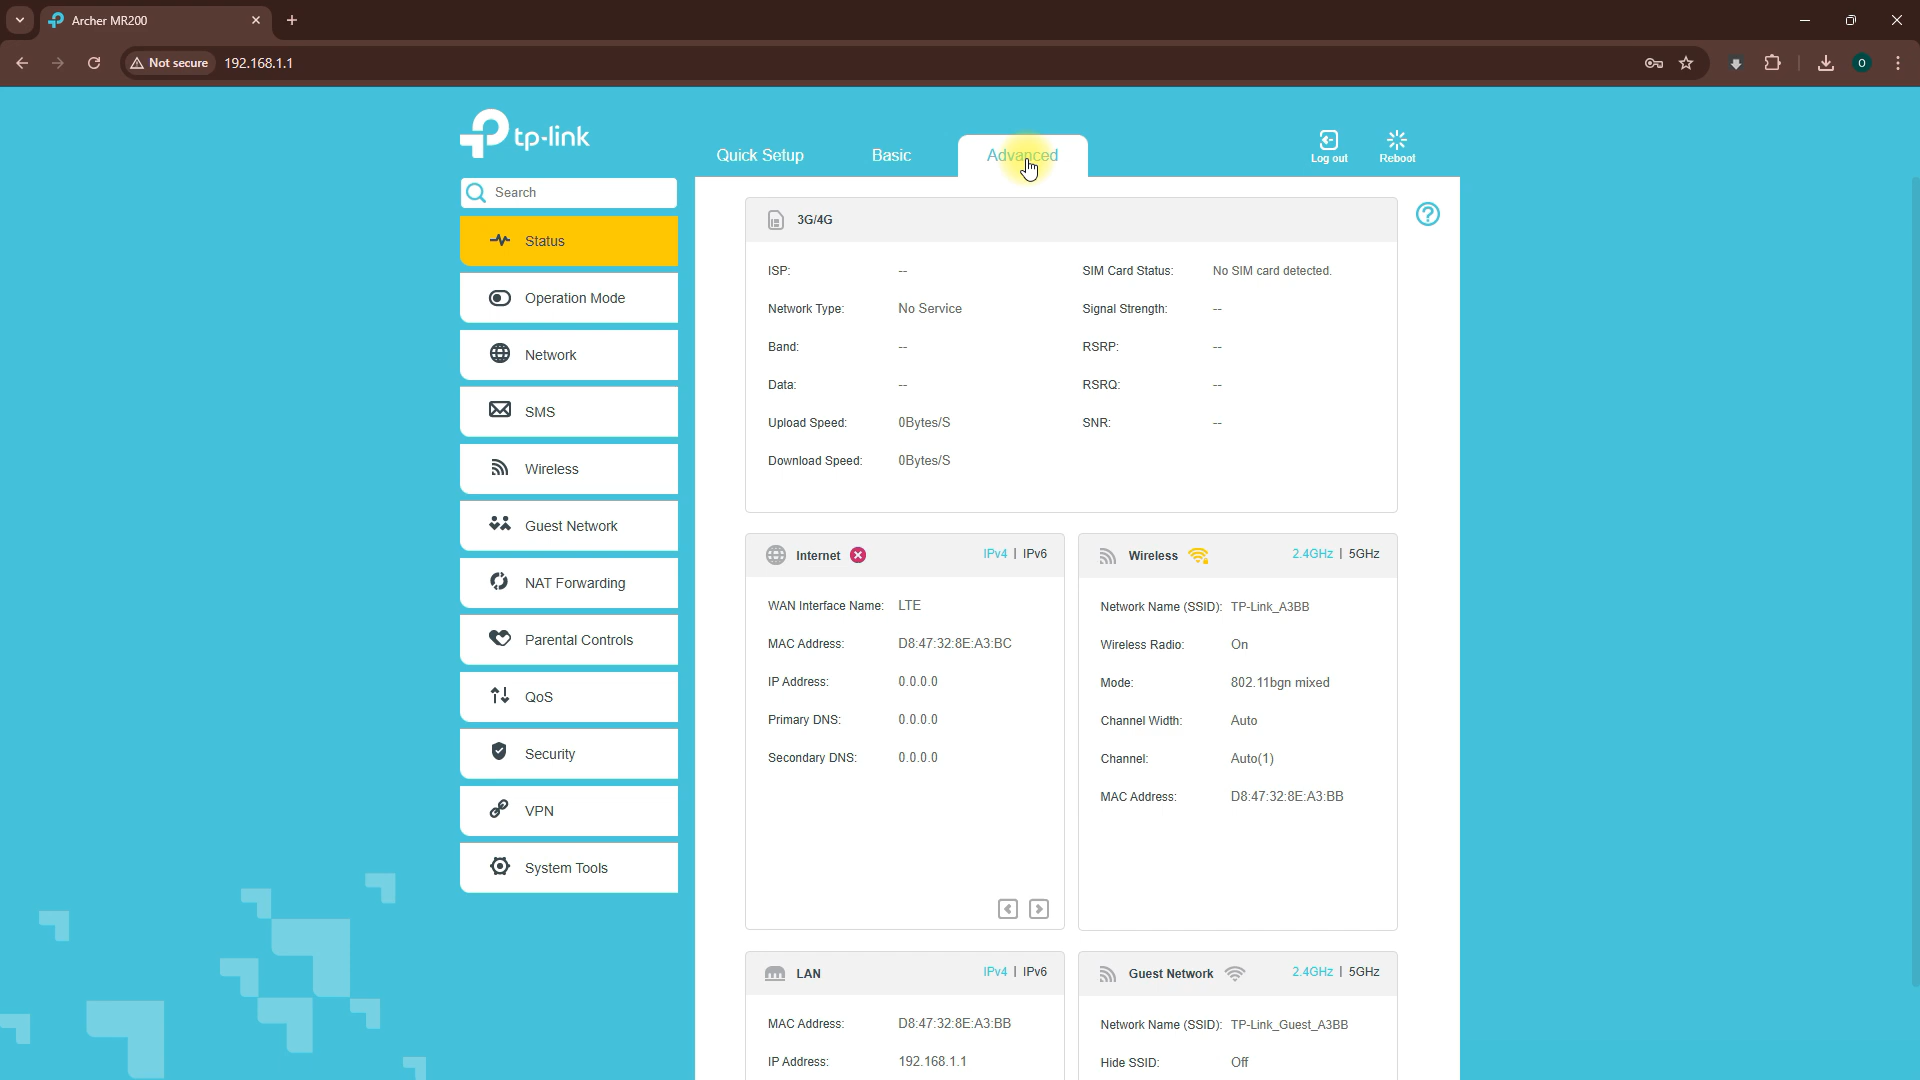 Archer MR200
Not secure 192.168.1.1
O
tp-link
Quick Setup Basic Advanced
Log out Reboot
Search
Status
Operation Mode
Network
SMS
Wireless
Guest Network
NAT Forwarding
Parental Controls
QoS
Security
VPN
System Tools
3G/4G
ISP: -- SIM Card Status: No SIM card detected.
Network Type: No Service Signal Strength: --
Band: -- RSRP: --
Data: -- RSRQ: --
Upload Speed: 0Bytes/S SNR: --
Download Speed: 0Bytes/S
Internet IPv4 | IPv6
WAN Interface Name: LTE
MAC Address: D8:47:32:8E:A3:BC
IP Address: 0.0.0.0
Primary DNS: 0.0.0.0
Secondary DNS: 0.0.0.0
Wireless 2.4GHz | 5GHz
Network Name (SSID): TP-Link_A3BB
Wireless Radio: On
Mode: 802.11bgn mixed
Channel Width: Auto
Channel: Auto(1)
MAC Address: D8:47:32:8E:A3:BB
LAN IPv4 | IPv6
MAC Address: D8:47:32:8E:A3:BB
IP Address: 192.168.1.1
Guest Network 2.4GHz | 5GHz
Network Name (SSID): TP-Link_Guest_A3BB
Hide SSID: Off